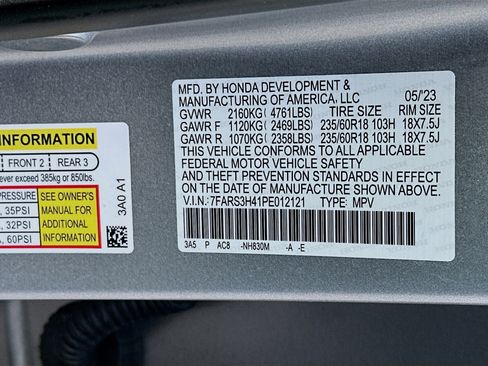 MFD. BY HONDA DEVELOPMENT &
MANUFACTURING OF AMERICA, LLC 05/'23
GVWR 2160KG(4761LBS) TIRE SIZE RIM SIZE
GAWR F 1120KG(2469LBS) 235/60R18 103H 18X7.5J
GAWR R 1070KG(2358LBS) 235/60R18 103H 18X7.5J
THIS VEHICLE CONFORMS TO ALL APPLICABLE
FEDERAL MOTOR VEHICLE SAFETY
AND THEFT PREVENTION STANDARDS IN EFFECT
ON THE DATE OF MANUFACTURE SHOWN ABOVE.
V.I.N.:7FARS3H41PE012121 TYPE: MPV
3A5 P AC8 -NH830M -A -E
INFORMATION
FRONT 2 REAR 3
ever exceed 385kg or 850lbs.
PRESSURE
35PSI
32PSI
60PSI
SEE OWNER'S
MANUAL FOR
ADDITIONAL
INFORMATION
3A0 A1